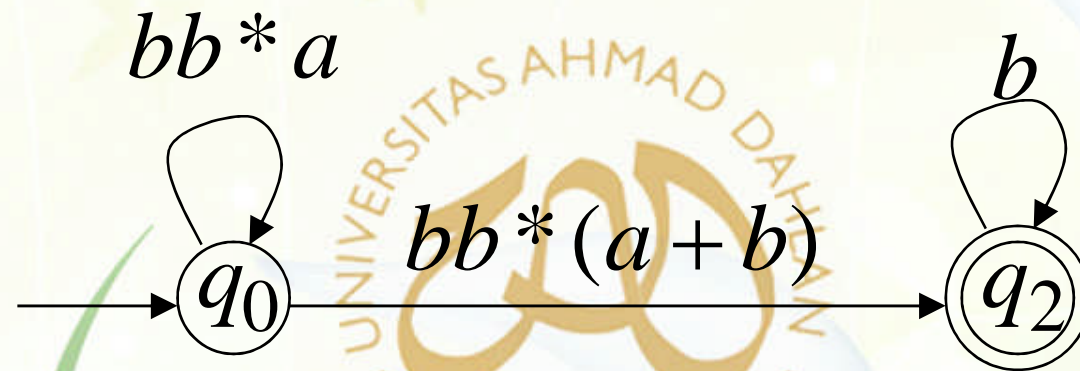 bb*a
b
UNIVERSITAS AHMAD DAHLAN
bb*(a+b)
q0
q2